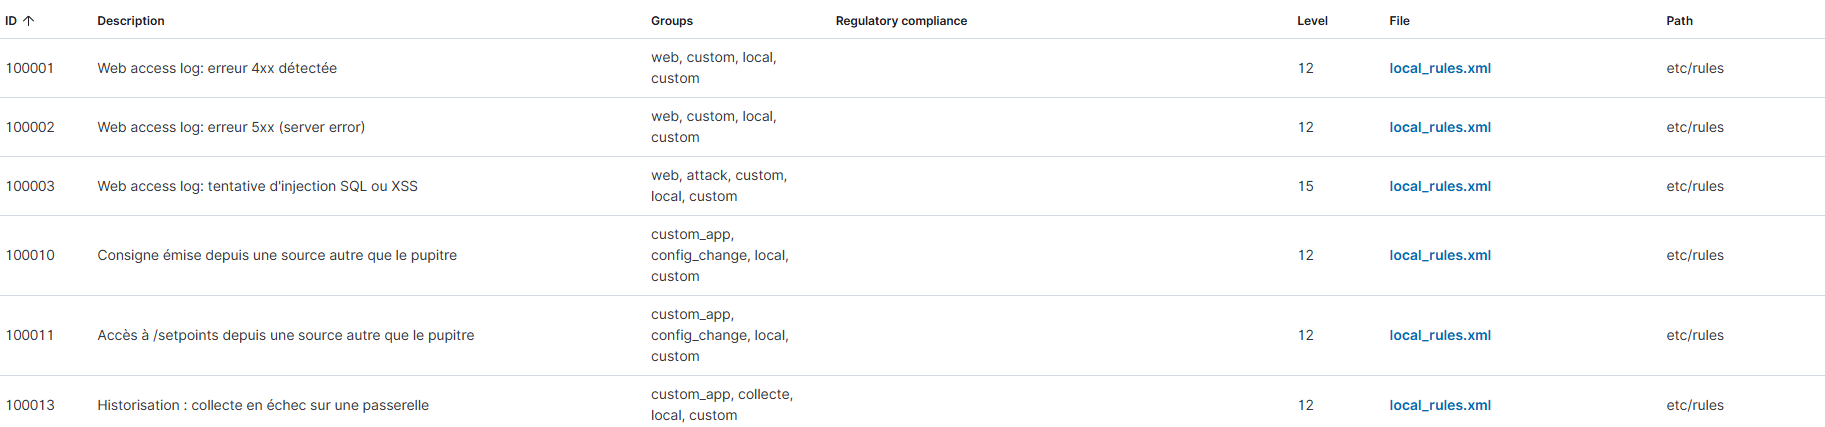 ID ↑ Description Groups Regulatory compliance Level File Path
100001 Web access log: erreur 4xx détectée web, custom, local, 12 local_rules.xml etc/rules
custom
100002 Web access log: erreur 5xx (server error) web, custom, local, 12 local_rules.xml etc/rules
custom
100003 Web access log: tentative d'injection SQL ou XSS web, attack, custom, 15 local_rules.xml etc/rules
local, custom
100010 Consigne émise depuis une source autre que le pupitre custom_app, 12 local_rules.xml etc/rules
config_change, local,
custom
100011 Accès à /setpoints depuis une source autre que le pupitre custom_app, 12 local_rules.xml etc/rules
config_change, local,
custom
100013 Historisation : collecte en échec sur une passerelle custom_app, collecte, 12 local_rules.xml etc/rules
local, custom